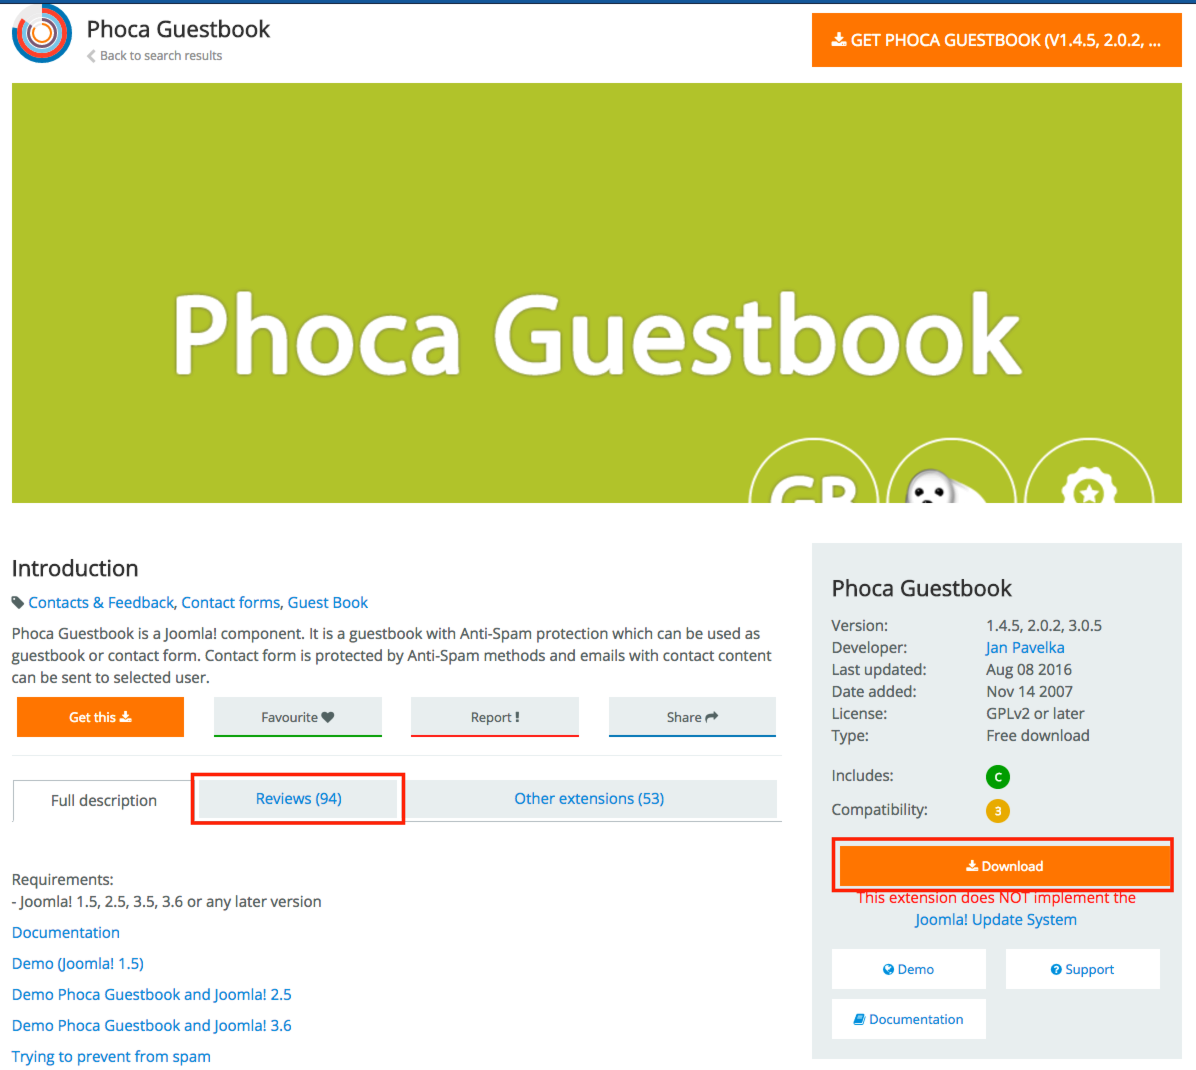 Phoca Guestbook
Back to search results
GET PHOCA GUESTBOOK (V1.4.5, 2.0.2, ...
Phoca Guestbook
GP
Introduction
Contacts & Feedback, Contact forms, Guest Book
Phoca Guestbook is a Joomla! component. It is a guestbook with Anti-Spam protection which can be used as
guestbook or contact form. Contact form is protected by Anti-Spam methods and emails with contact content
can be sent to selected user.
Get this
Favourite
Report !
Share
Full description
Reviews (94)
Other extensions (53)
Requirements:
- Joomla! 1.5, 2.5, 3.5, 3.6 or any later version
Documentation
Demo (Joomla! 1.5)
Demo Phoca Guestbook and Joomla! 2.5
Demo Phoca Guestbook and Joomla! 3.6
Trying to prevent from spam
Phoca Guestbook
Version: 1.4.5, 2.0.2, 3.0.5
Developer: Jan Pavelka
Last updated: Aug 08 2016
Date added: Nov 14 2007
License: GPLv2 or later
Type: Free download
Includes: C
Compatibility: 3
Download
This extension does NOT implement the
Joomla! Update System
Demo
Support
Documentation